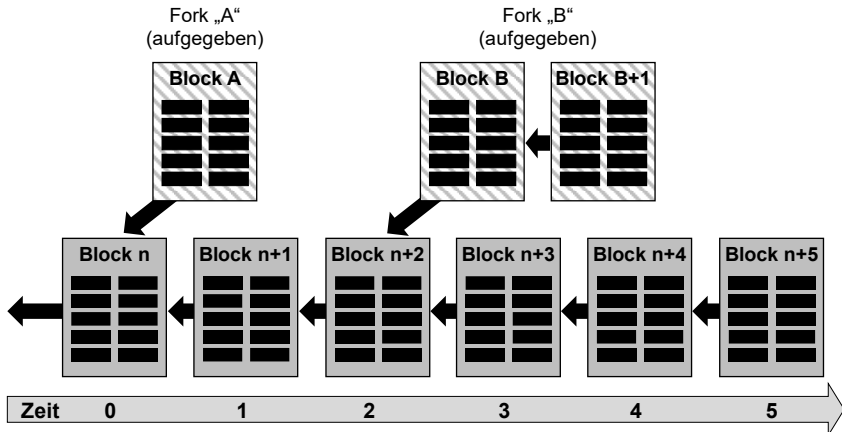 Fork „A“
(aufgegeben)
Fork „B“
(aufgegeben)
Block A
Block B
Block B+1
Block n
Block n+1
Block n+2
Block n+3
Block n+4
Block n+5
Zeit 0 1 2 3 4 5